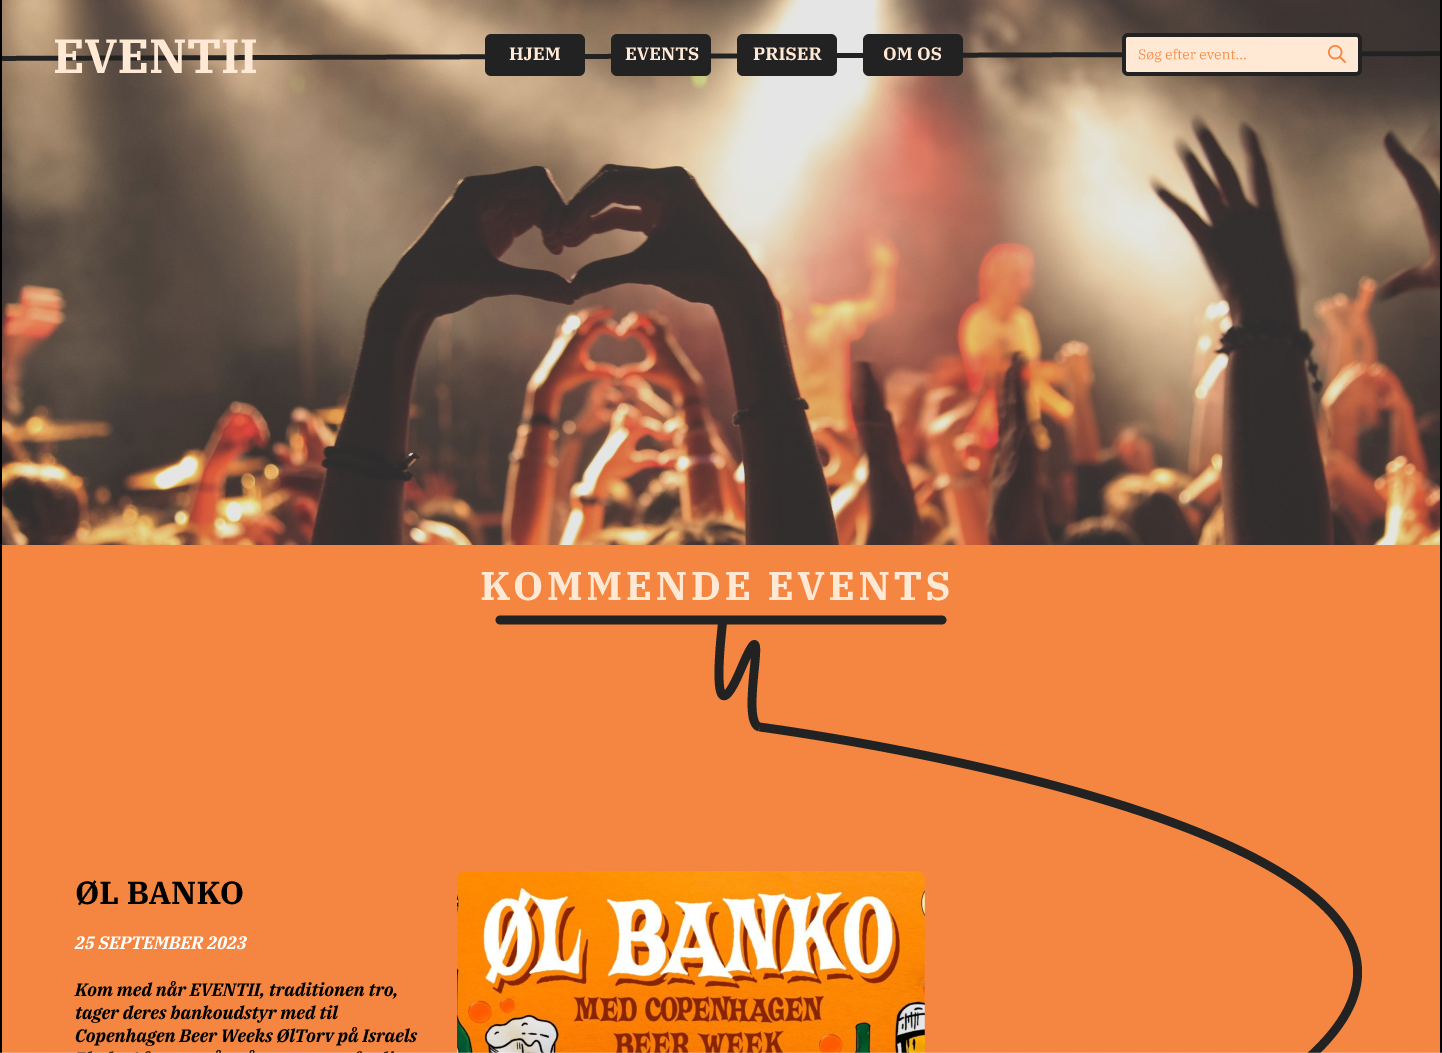 EVENTII
HJEM
EVENTS
PRISER
OM OS
Søg efter event...
KOMMENDE EVENTS
ØL BANKO
25 SEPTEMBER 2023
Kom med når EVENTII, traditionen tro,
tager deres bankoudstyr med til
Copenhagen Beer Weeks ØlTorv på Israels
ØL BANKO
MED COPENHAGEN
BEER WEEK